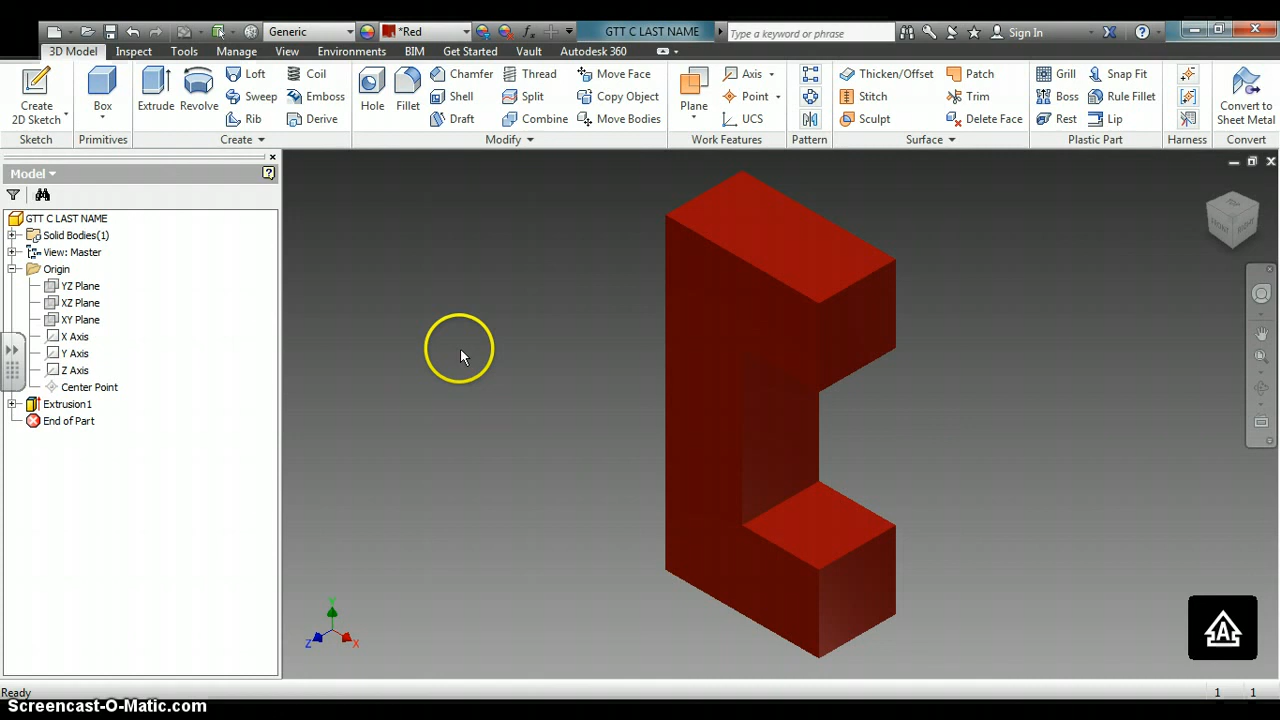 Generic *Red fx GTT C LAST NAME Type a keyword or phrase Sign In
3D Model Inspect Tools Manage View Environments BIM Get Started Vault Autodesk 360
Create 2D Sketch
Box
Extrude
Revolve
Loft Coil
Sweep Emboss
Rib Derive
Hole
Fillet
Chamfer Thread Move Face
Shell Split Copy Object
Draft Combine Move Bodies
Plane
Axis
Point
UCS
Thicken/Offset Patch
Stitch Trim
Sculpt Delete Face
Grill Snap Fit
Boss Rule Fillet
Rest Lip
Convert to Sheet Metal
Sketch Primitives Create Modify Work Features Pattern Surface Plastic Part Harness Convert
Model
GTT C LAST NAME
Solid Bodies(1)
View: Master
Origin
YZ Plane
XZ Plane
XY Plane
X Axis
Y Axis
Z Axis
Center Point
Extrusion1
End of Part
Y
Z X
A
Ready 1 1
Screencast-O-Matic.com